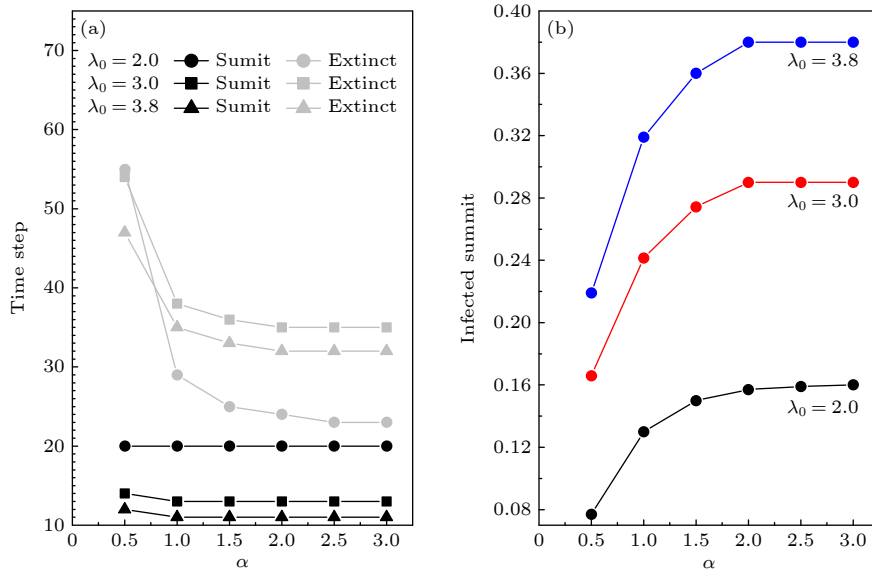 (a)
λ₀ = 2.0 Sumit Extinct
λ₀ = 3.0 Sumit Extinct
λ₀ = 3.8 Sumit Extinct
70
60
50
40
30
20
10
Time step
0 0.5 1.0 1.5 2.0 2.5 3.0
α
(b)
0.40
0.36
0.32
0.28
0.24
0.20
0.16
0.12
0.08
Infected summit
λ₀ = 3.8
λ₀ = 3.0
λ₀ = 2.0
0 0.5 1.0 1.5 2.0 2.5 3.0
α